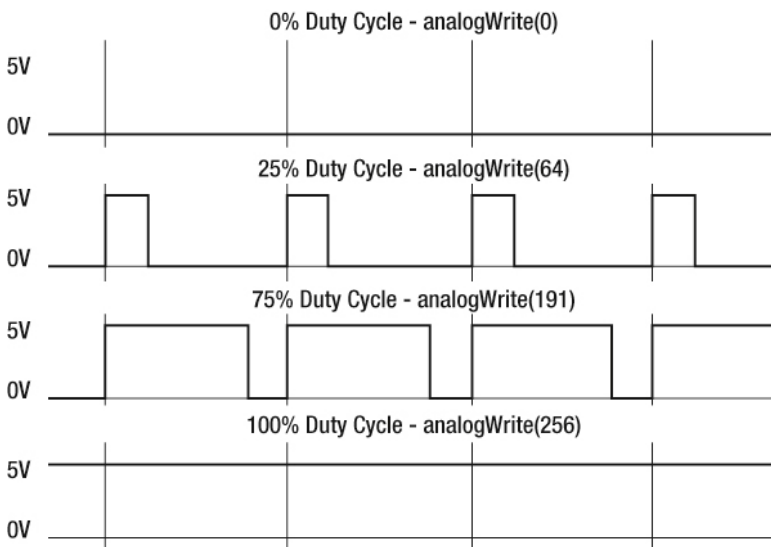 0% Duty Cycle - analogWrite(0)
5V
0V
25% Duty Cycle - analogWrite(64)
5V
0V
75% Duty Cycle - analogWrite(191)
5V
0V
100% Duty Cycle - analogWrite(256)
5V
0V